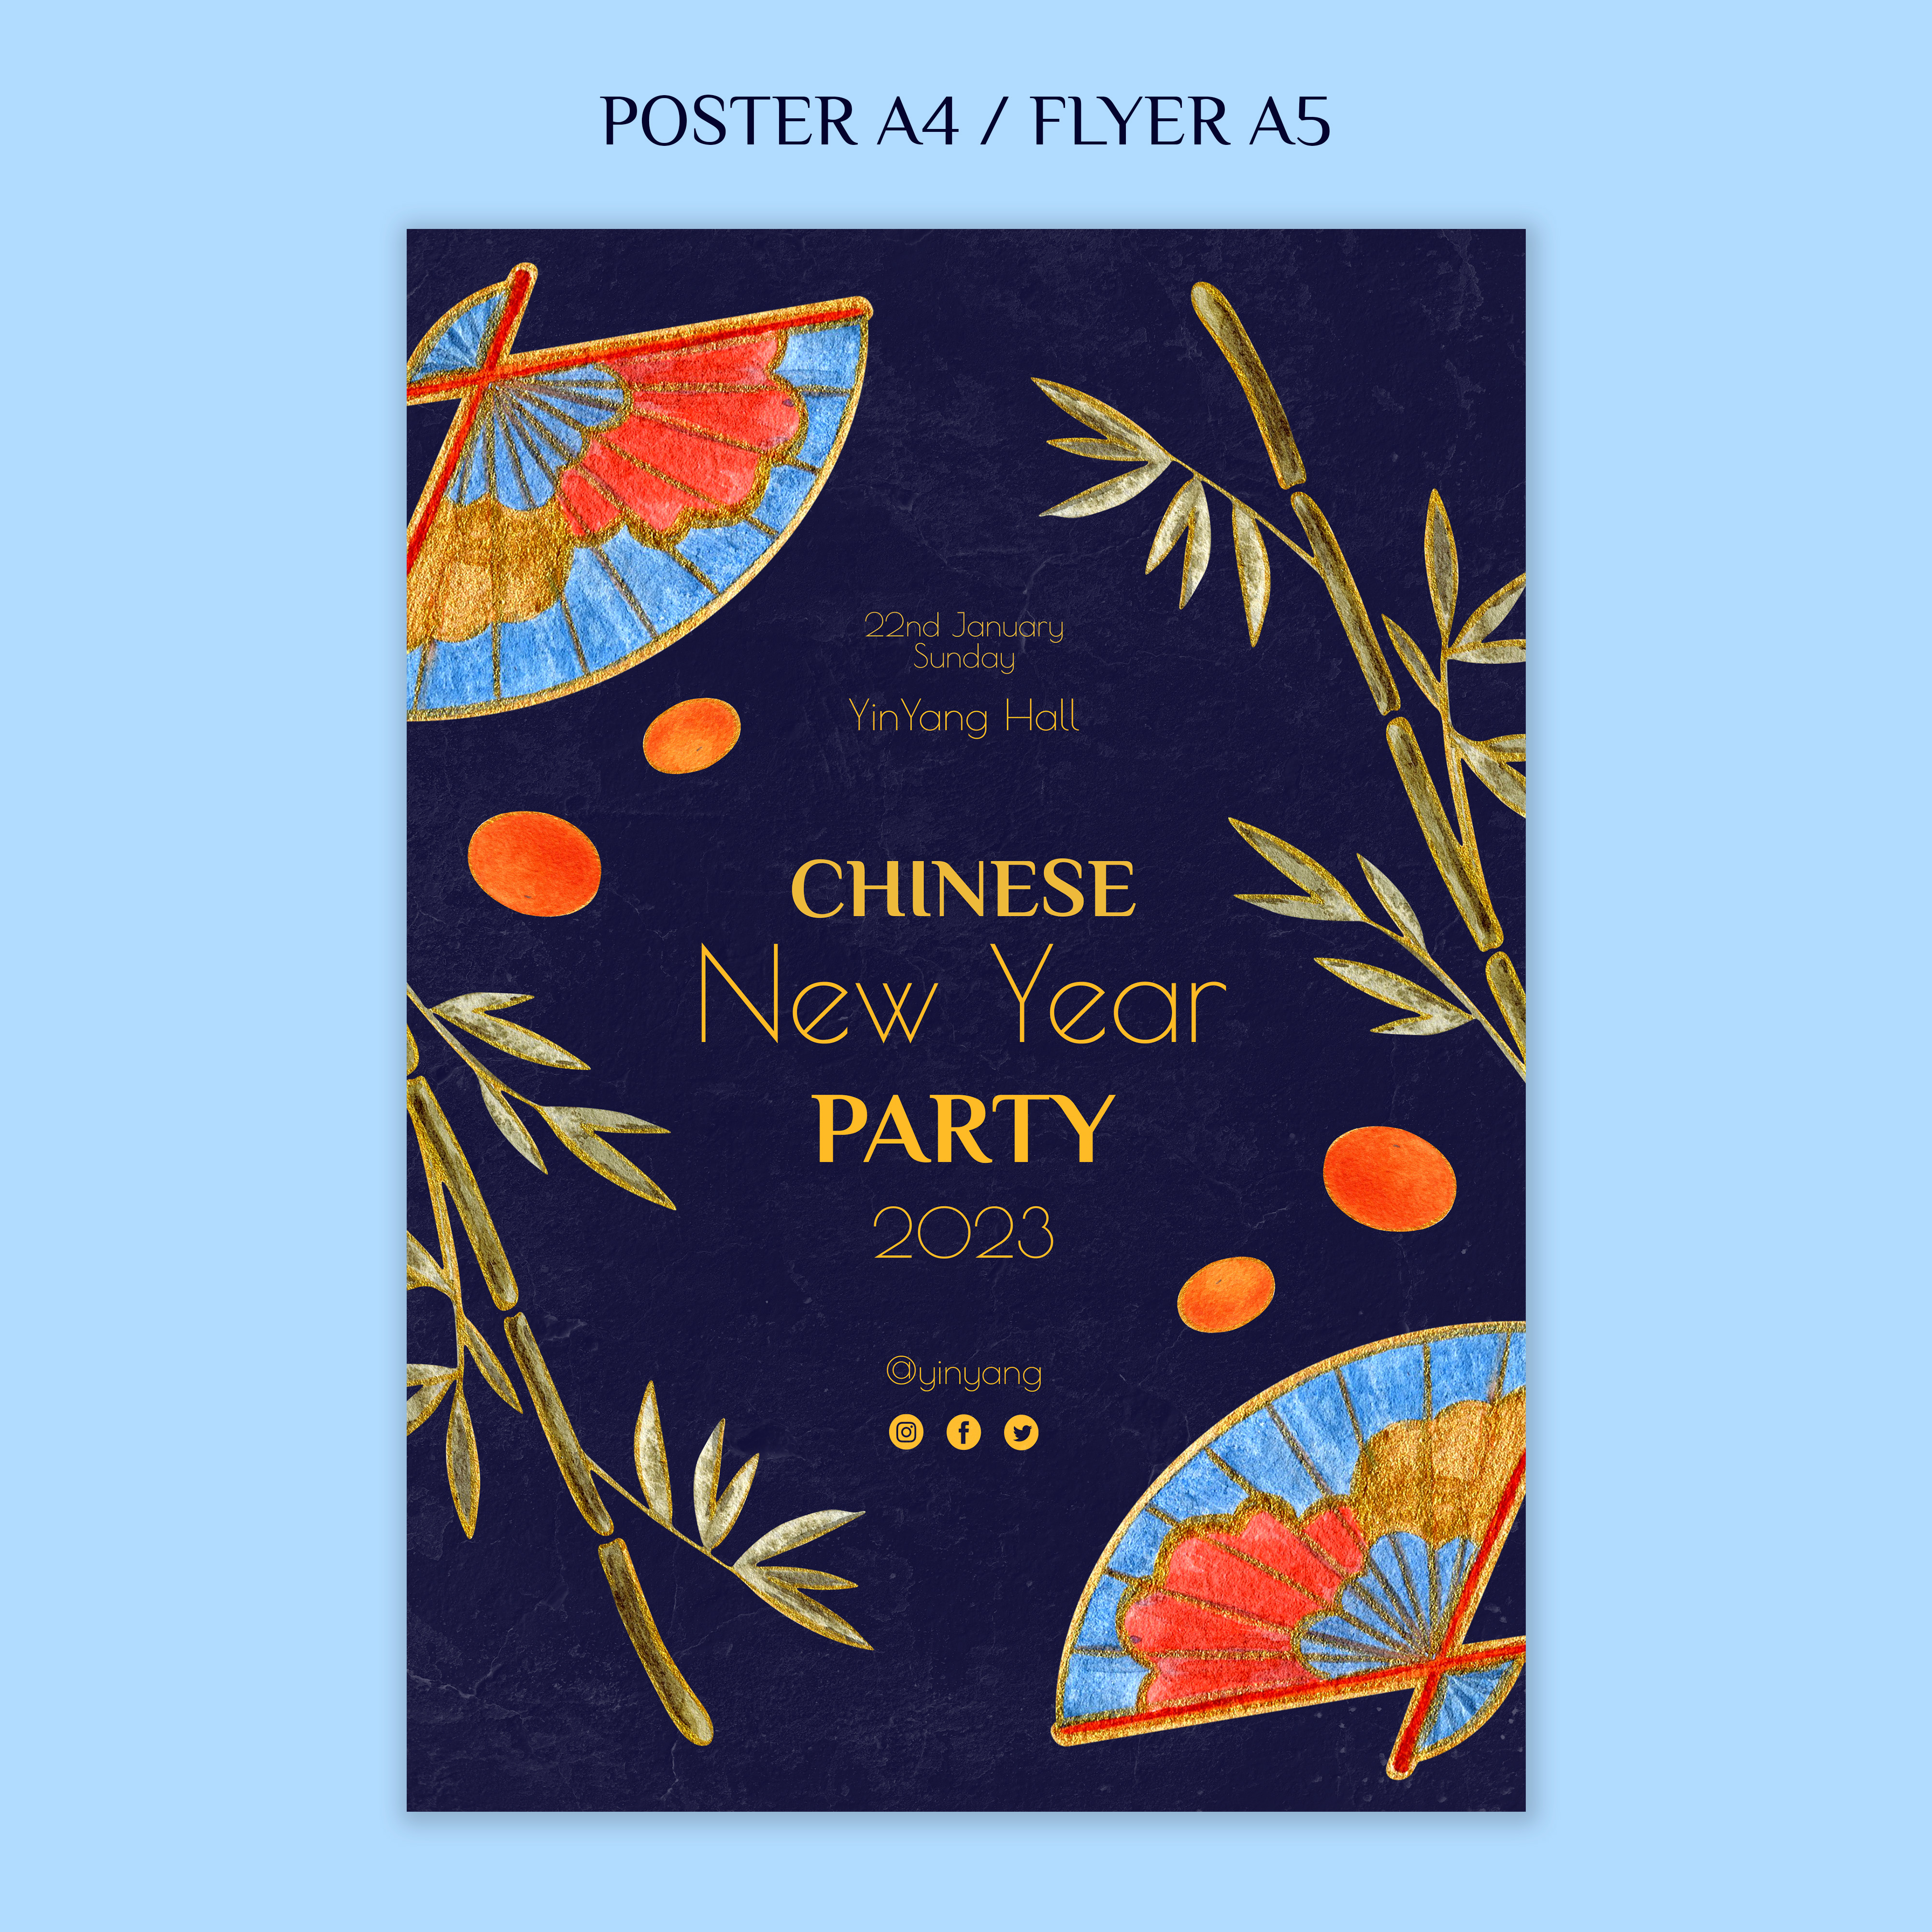 POSTER A4 / FLYER A5
22nd January
Sunday
YinYang Hall
CHINESE
New Year
PARTY
2023
@yinyang